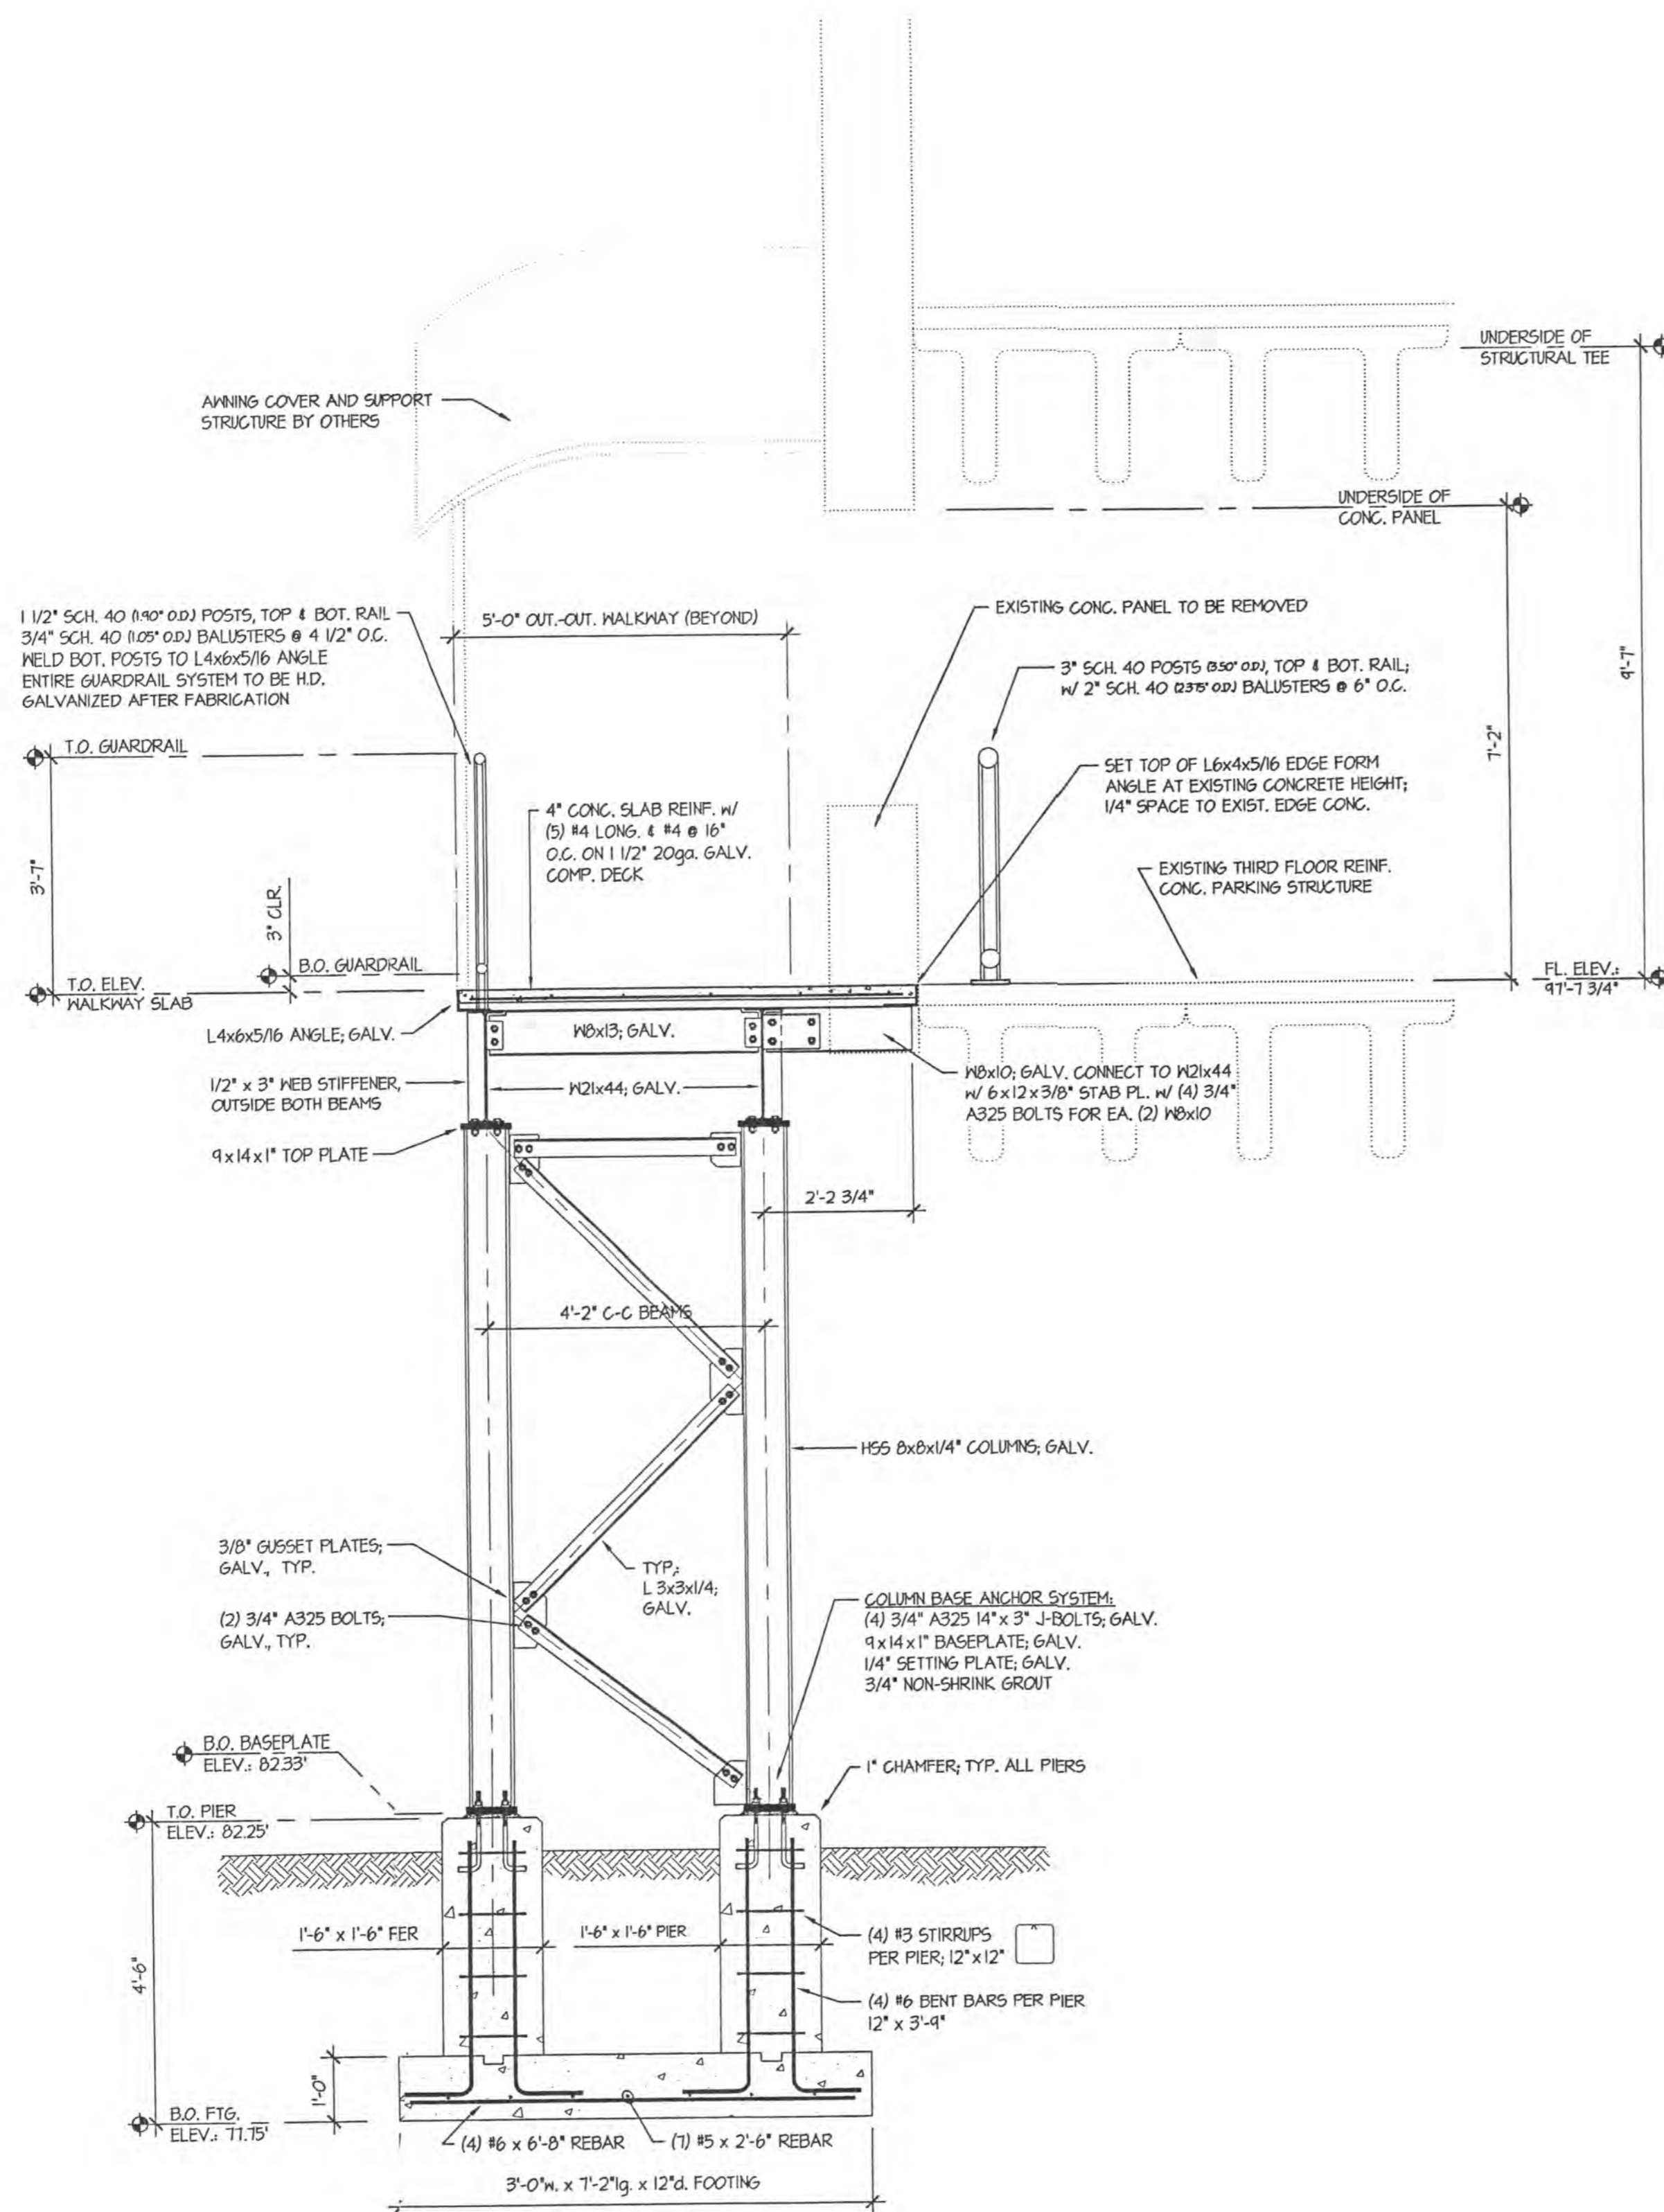 UNDERSIDE OF
STRUCTURAL TEE
AWNING COVER AND SUPPORT
STRUCTURE BY OTHERS
UNDERSIDE OF
CONC. PANEL
1 1/2" SCH. 40 (1.90" O.D.) POSTS, TOP & BOT. RAIL
3/4" SCH. 40 (1.05" O.D.) BALUSTERS @ 4 1/2" O.C.
WELD BOT. POSTS TO L4x6x5/16 ANGLE
ENTIRE GUARDRAIL SYSTEM TO BE H.D.
GALVANIZED AFTER FABRICATION
5'-0" OUT.-OUT. WALKWAY (BEYOND)
EXISTING CONC. PANEL TO BE REMOVED
3" SCH. 40 POSTS (3.50" O.D.), TOP & BOT. RAIL;
W/ 2" SCH. 40 (2.375" O.D.) BALUSTERS @ 6" O.C.
9'-7"
7'-2"
T.O. GUARDRAIL
SET TOP OF L6x4x5/16 EDGE FORM
ANGLE AT EXISTING CONCRETE HEIGHT;
1/4" SPACE TO EXIST. EDGE CONC.
4" CONC. SLAB REINF. W/
(5) #4 LONG. & #4 @ 16"
O.C. ON 1 1/2" 20ga. GALV.
COMP. DECK
EXISTING THIRD FLOOR REINF.
CONC. PARKING STRUCTURE
3'-7"
3" CLR.
B.O. GUARDRAIL
T.O. ELEV.
WALKWAY SLAB
FL. ELEV.:
97'-7 3/4"
L4x6x5/16 ANGLE; GALV.
W8x13; GALV.
1/2" x 3" WEB STIFFENER,
OUTSIDE BOTH BEAMS
W21x44; GALV.
W8x10; GALV. CONNECT TO W21x44
W/ 6x12x3/8" STAB PL. W/ (4) 3/4"
A325 BOLTS FOR EA. (2) W8x10
9x14x1" TOP PLATE
2'-2 3/4"
4'-2" C-C BEAMS
HSS 8x8x1/4" COLUMNS; GALV.
3/8" GUSSET PLATES;
GALV., TYP.
TYP.;
L 3x3x1/4;
GALV.
(2) 3/4" A325 BOLTS;
GALV., TYP.
COLUMN BASE ANCHOR SYSTEM:
(4) 3/4" A325 14"x 3" J-BOLTS; GALV.
9x14x1" BASEPLATE; GALV.
1/4" SETTING PLATE; GALV.
3/4" NON-SHRINK GROUT
B.O. BASEPLATE
ELEV.: 82.33'
1" CHAMFER; TYP. ALL PIERS
T.O. PIER
ELEV.: 82.25'
1'-6" x 1'-6" FER
1'-6" x 1'-6" PIER
(4) #3 STIRRUPS
PER PIER; 12"x12"
4'-6"
(4) #6 BENT BARS PER PIER
12" x 3'-9"
1'-0"
B.O. FTG.
ELEV.: 77.75'
(4) #6 x 6'-8" REBAR
(7) #5 x 2'-6" REBAR
3'-0"w. x 7'-2"lg. x 12"d. FOOTING